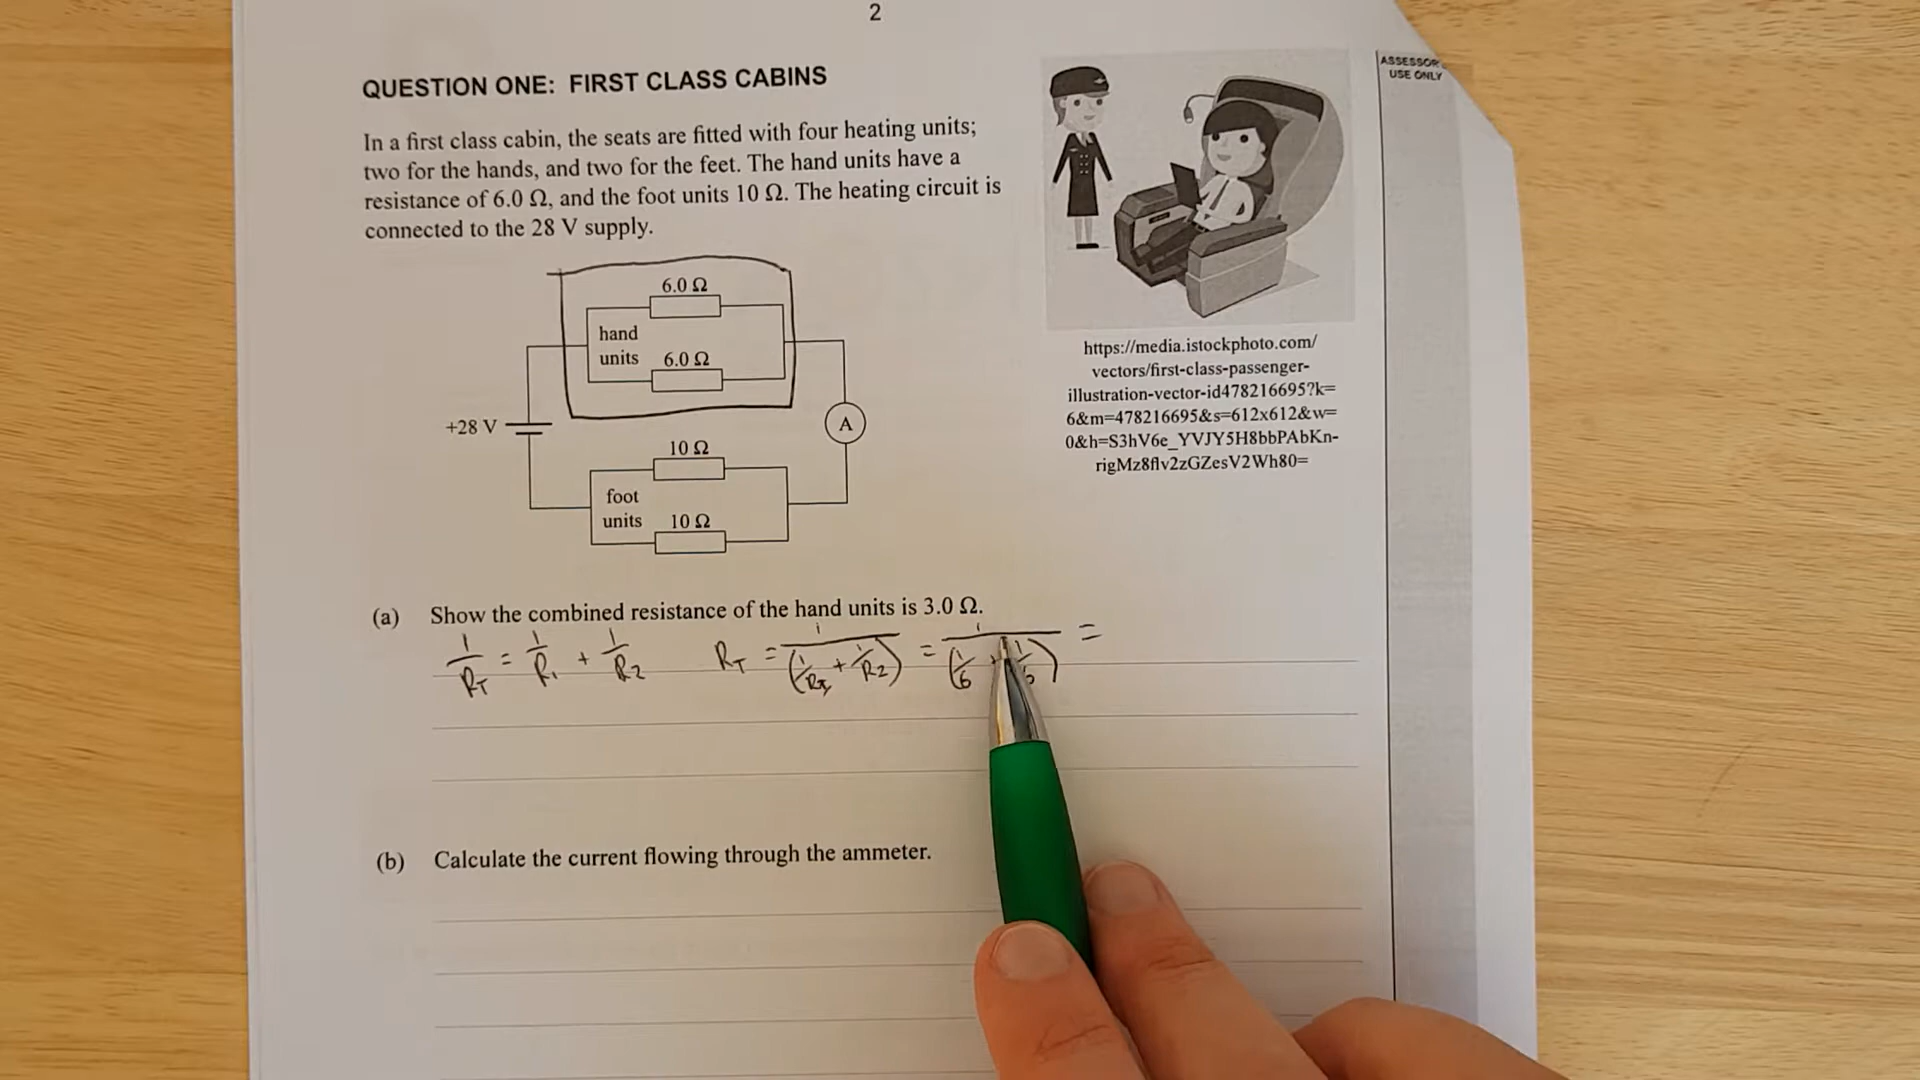 2
QUESTION ONE: FIRST CLASS CABINS
ASSESSOR
USE ONLY
In a first class cabin, the seats are fitted with four heating units;
two for the hands, and two for the feet. The hand units have a
resistance of 6.0 Ω, and the foot units 10 Ω. The heating circuit is
connected to the 28 V supply.
6.0 Ω
hand
units 6.0 Ω
+28 V
A
10 Ω
foot
units 10 Ω
https://media.istockphoto.com/
vectors/first-class-passenger-
illustration-vector-id478216695?k=
6&m=478216695&s=612x612&w=
0&h=S3hV6e_YVJY5H8bbPAbKn-
rigMz8flv2zGZesV2Wh80=
(a) Show the combined resistance of the hand units is 3.0 Ω.
1/RT = 1/R1 + 1/R2 RT = 1/(1/R1 + 1/R2) = 1/(1/6 + 1/6) =
(b) Calculate the current flowing through the ammeter.